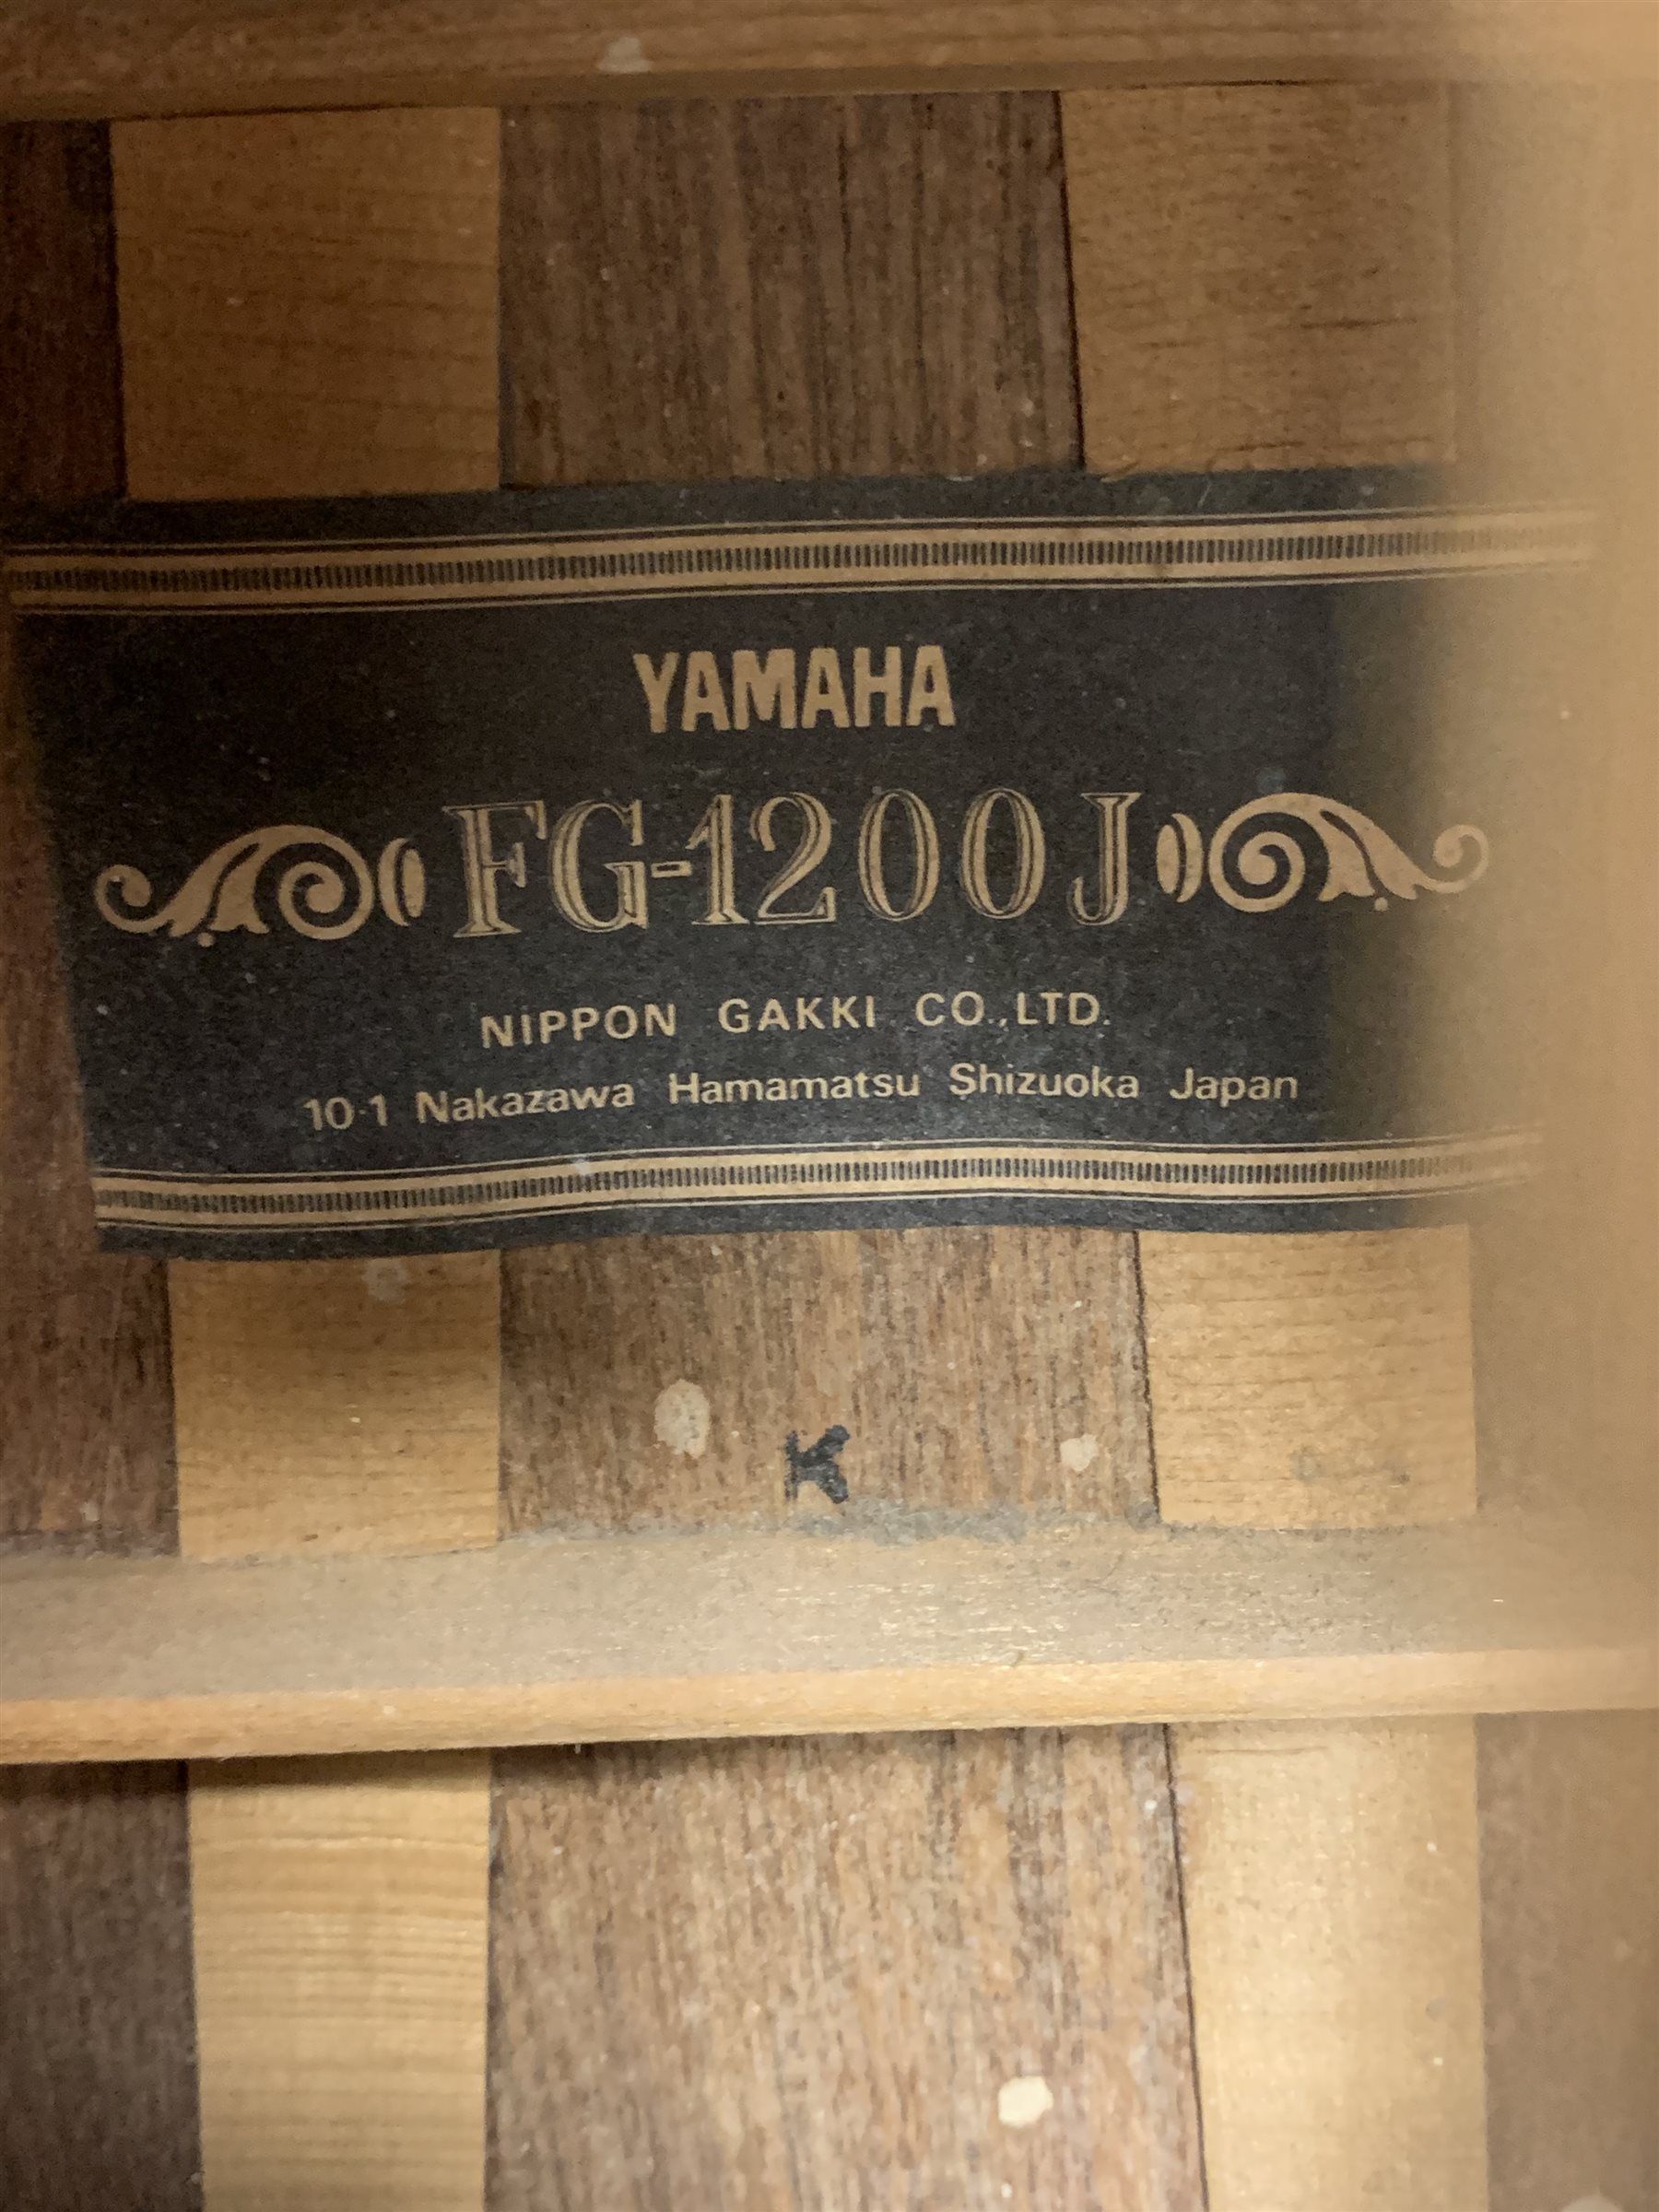 YAMAHA
FG-1200J
NIPPON GAKKI CO.,LTD.
10-1 Nakazawa Hamamatsu Shizuoka Japan
K